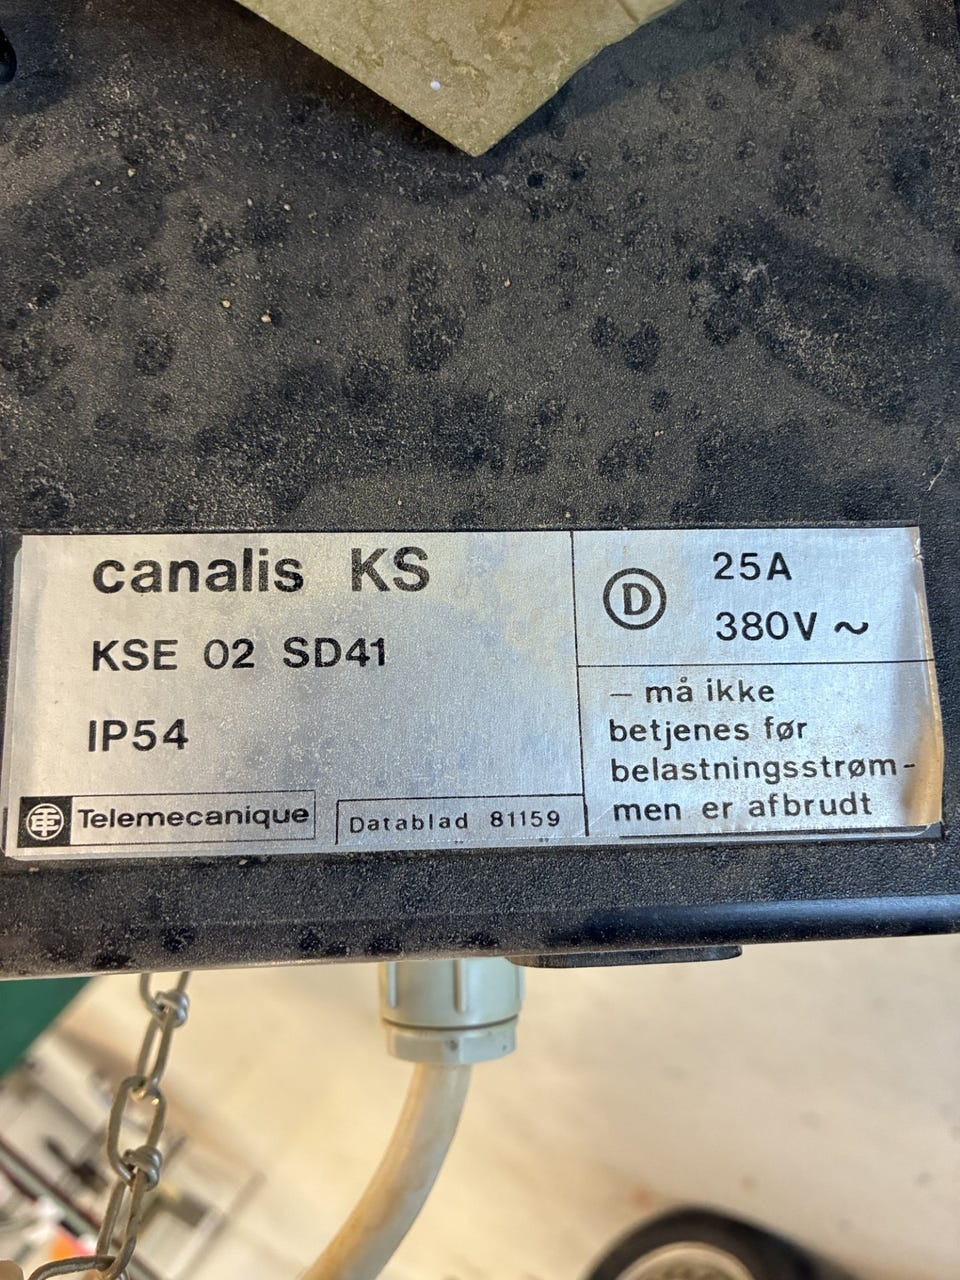 canalis KS
KSE 02 SD41
IP54
Telemecanique
Datablad 81159
D
25A
380V ~
— må ikke
betjenes før
belastningsstrøm-
men er afbrudt